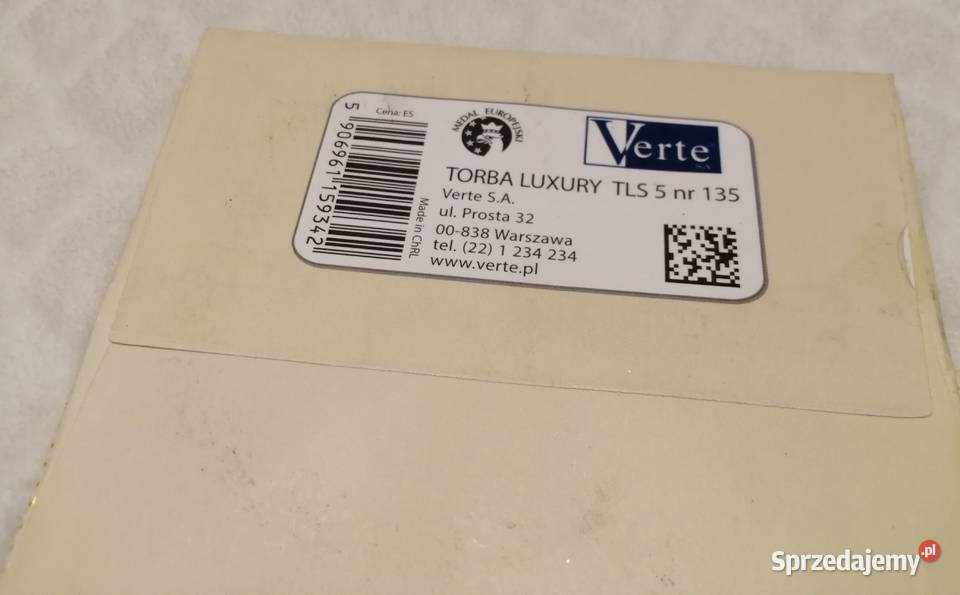 Cena: E5
5 906961 159342
Made in ChRL
MEDAL EUROPEJSKI
Verte
S.A.
TORBA LUXURY TLS 5 nr 135
Verte S.A.
ul. Prosta 32
00-838 Warszawa
tel. (22) 1 234 234
www.verte.pl
Sprzedajemy.pl